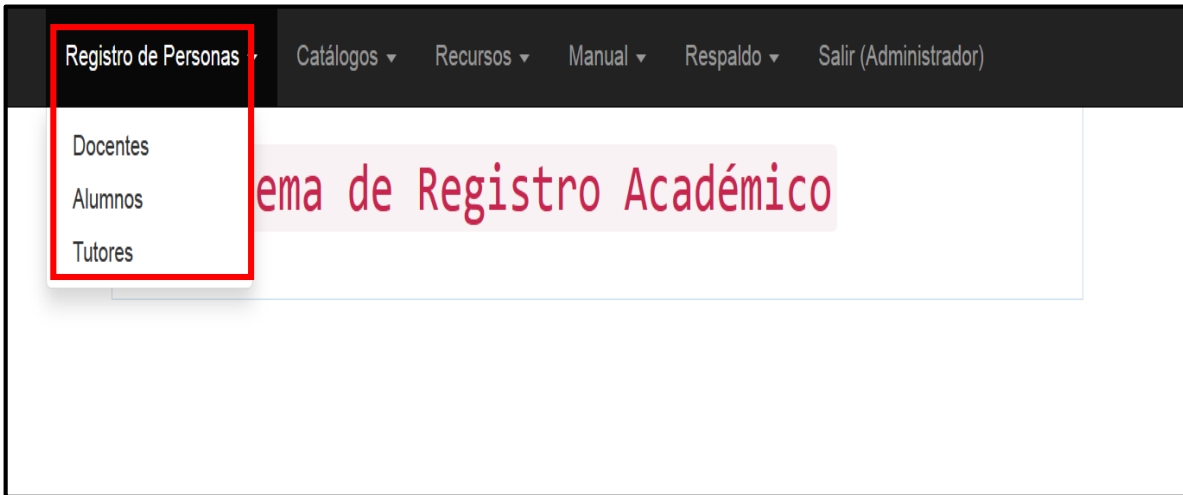 Registro de Personas Catálogos Recursos Manual Respaldo Salir (Administrador)
Docentes
Alumnos
ema de Registro Académico
Tutores